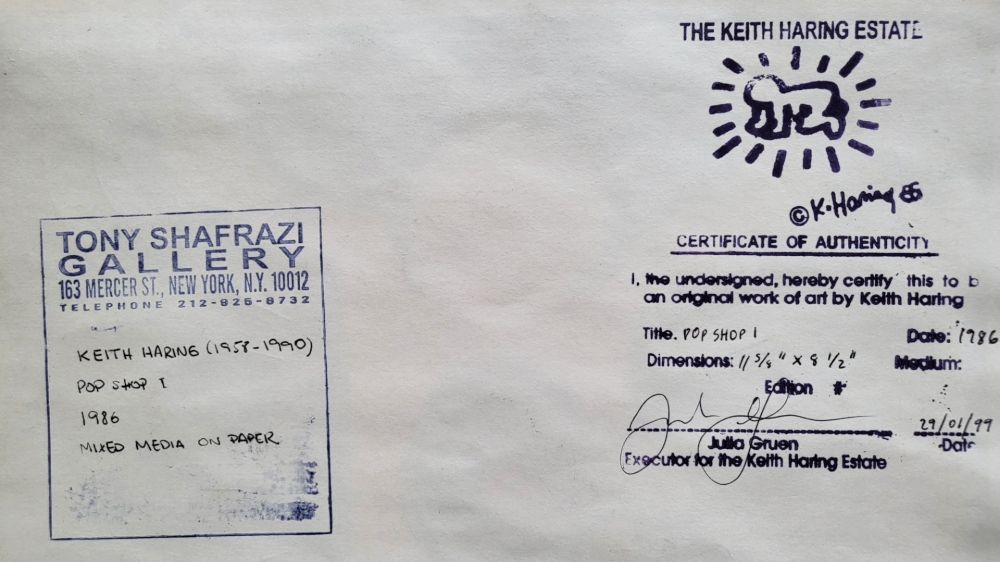 TONY SHAFRAZI
GALLERY
163 MERCER ST., NEW YORK, N.Y. 10012
TELEPHONE 212-925-8732
KEITH HARING (1958-1990)
POP SHOP I
1986
MIXED MEDIA ON PAPER
THE KEITH HARING ESTATE
© K. Haring 86
CERTIFICATE OF AUTHENTICITY
I, the undersigned, hereby certify this to b
an original work of art by Keith Haring
Title. POP SHOP I Date: 1986
Dimensions: 11 5/8 " X 8 1/2" Medium:
Edition #
29/01/99
Julia Gruen Date
Executor for the Keith Haring Estate